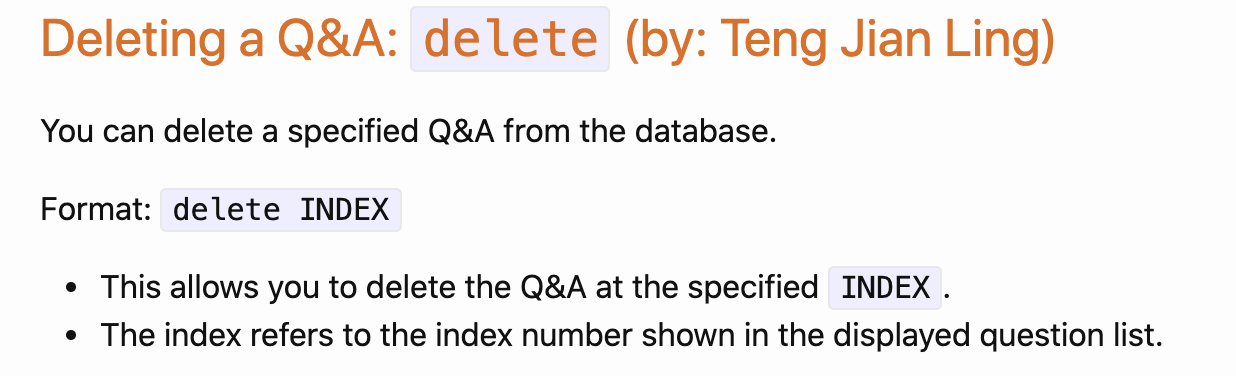 Deleting a Q&A: delete (by: Teng Jian Ling)
You can delete a specified Q&A from the database.
Format: delete INDEX
• This allows you to delete the Q&A at the specified INDEX.
• The index refers to the index number shown in the displayed question list.